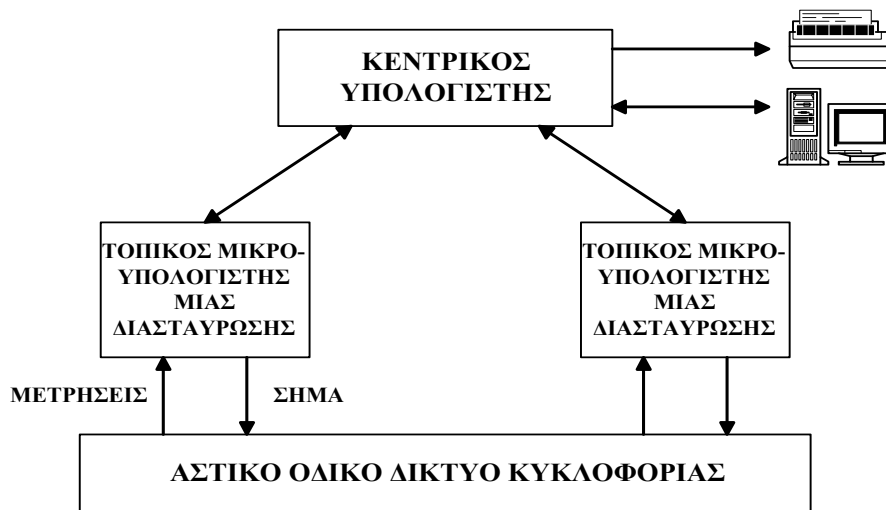 ΚΕΝΤΡΙΚΟΣ
ΥΠΟΛΟΓΙΣΤΗΣ
ΤΟΠΙΚΟΣ ΜΙΚΡΟ-
ΥΠΟΛΟΓΙΣΤΗΣ
ΜΙΑΣ
ΔΙΑΣΤΑΥΡΩΣΗΣ
ΤΟΠΙΚΟΣ ΜΙΚΡΟ-
ΥΠΟΛΟΓΙΣΤΗΣ
ΜΙΑΣ
ΔΙΑΣΤΑΥΡΩΣΗΣ
ΜΕΤΡΗΣΕΙΣ
ΣΗΜΑ
ΑΣΤΙΚΟ ΟΔΙΚΟ ΔΙΚΤΥΟ ΚΥΚΛΟΦΟΡΙΑΣ